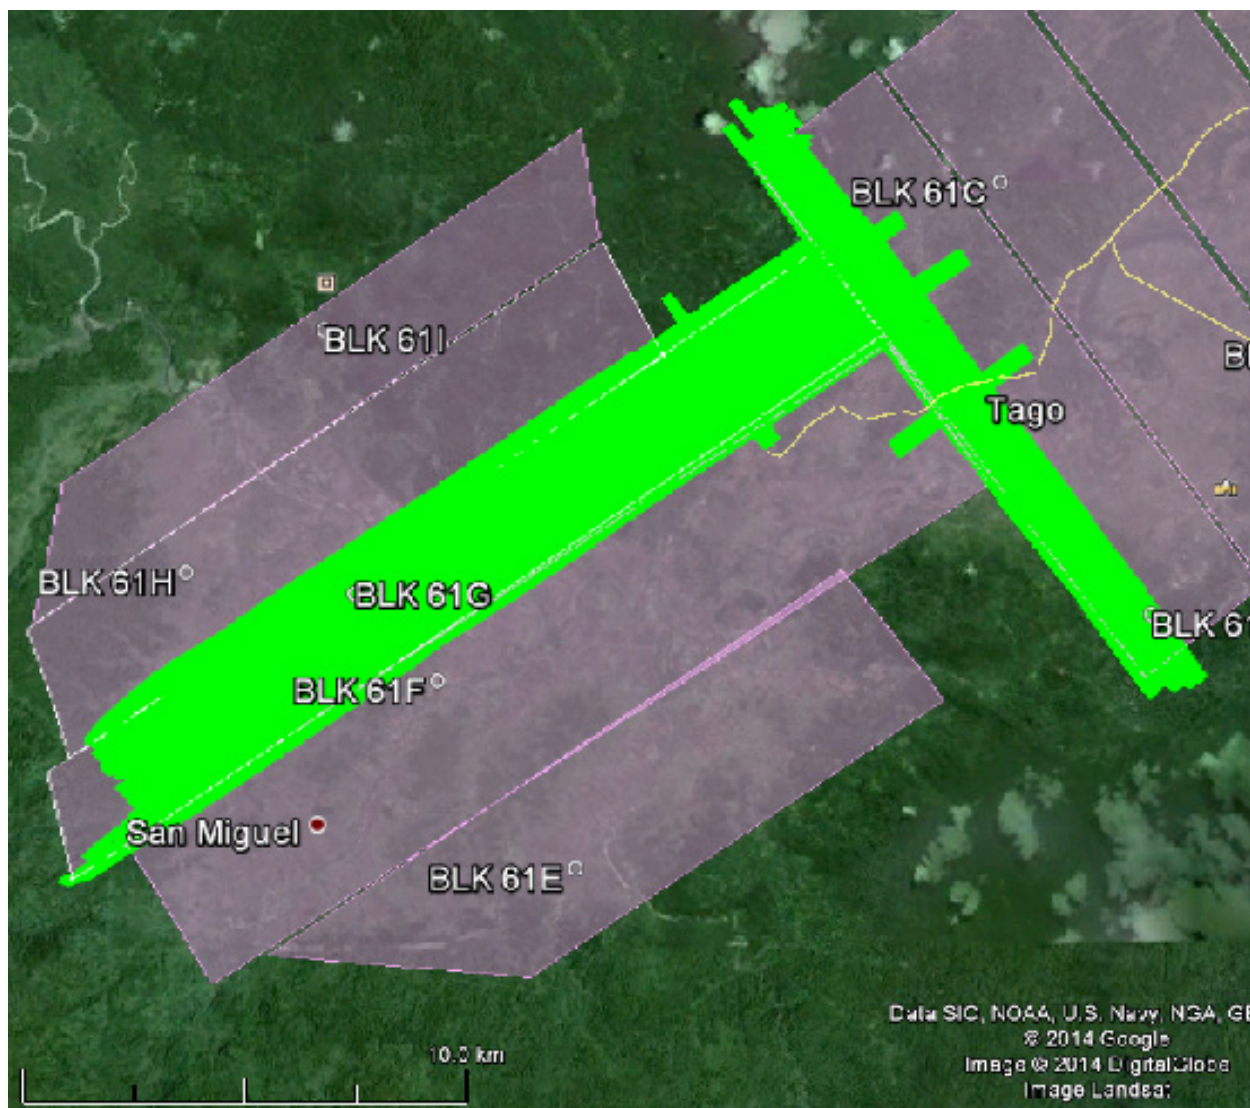 BLK 61C
BLK 61I
Tago
BLK 61H
BLK 61G
BLK 61F
San Miguel
BLK 61E
10.0 km
Data SIC, NOAA, U.S. Navy, NGA,
© 2014 Google
Image © 2014 DigitalGlobe
Image Landsat